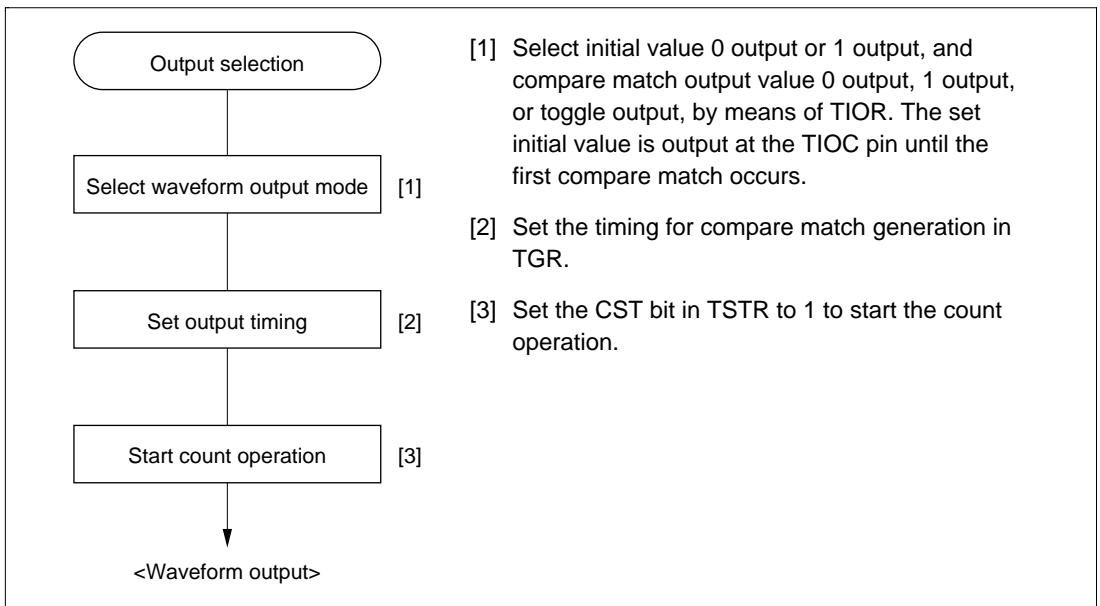 Output selection
Select waveform output mode [1]
Set output timing [2]
Start count operation [3]
<Waveform output>
[1] Select initial value 0 output or 1 output, and
compare match output value 0 output, 1 output,
or toggle output, by means of TIOR. The set
initial value is output at the TIOC pin until the
first compare match occurs.
[2] Set the timing for compare match generation in
TGR.
[3] Set the CST bit in TSTR to 1 to start the count
operation.